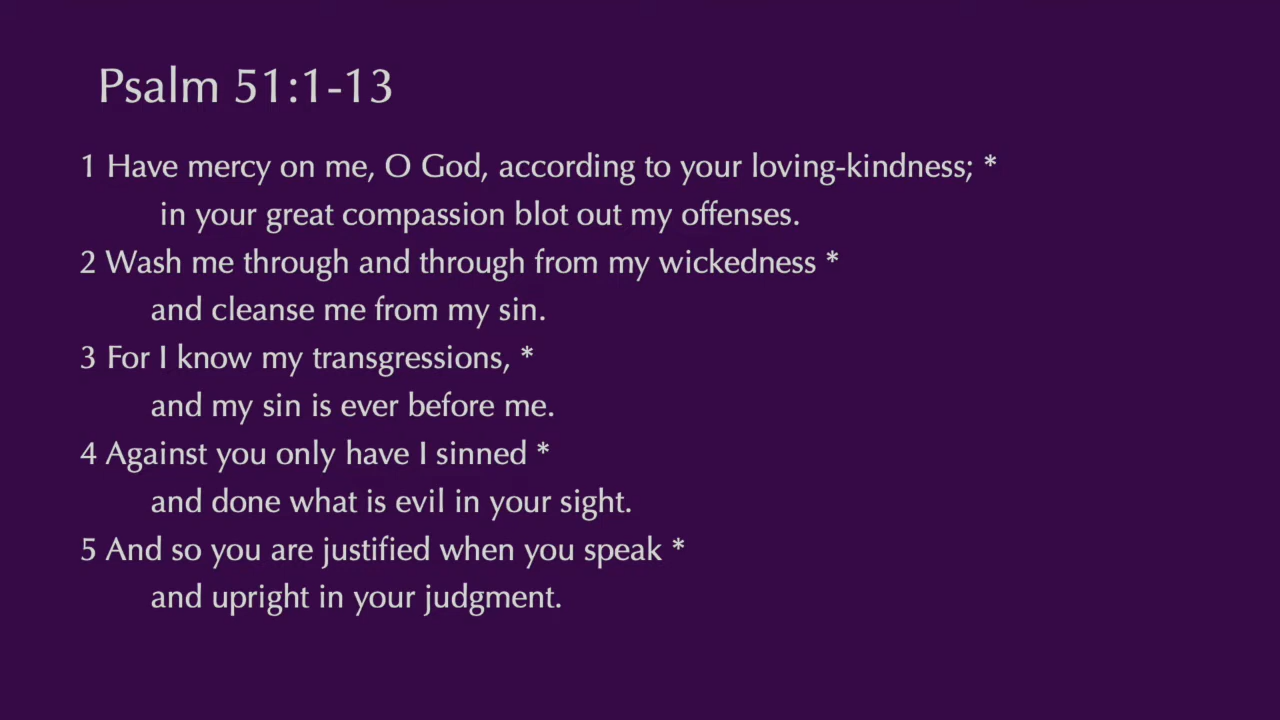 Psalm 51:1-13
1 Have mercy on me, O God, according to your loving-kindness; *
in your great compassion blot out my offenses.
2 Wash me through and through from my wickedness *
and cleanse me from my sin.
3 For I know my transgressions, *
and my sin is ever before me.
4 Against you only have I sinned *
and done what is evil in your sight.
5 And so you are justified when you speak *
and upright in your judgment.